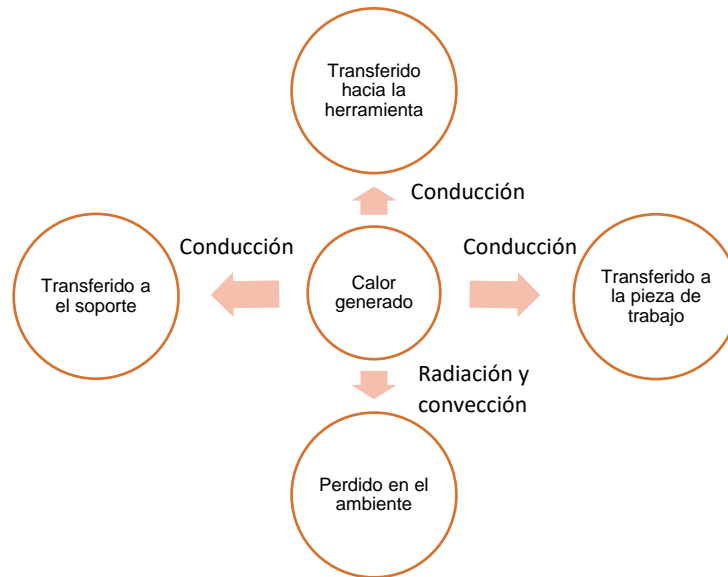 Transferido
hacia la
herramienta
Conducción
Conducción
Conducción
Transferido a
el soporte
Calor
generado
Transferido a
la pieza de
trabajo
Radiación y
convección
Perdido en el
ambiente